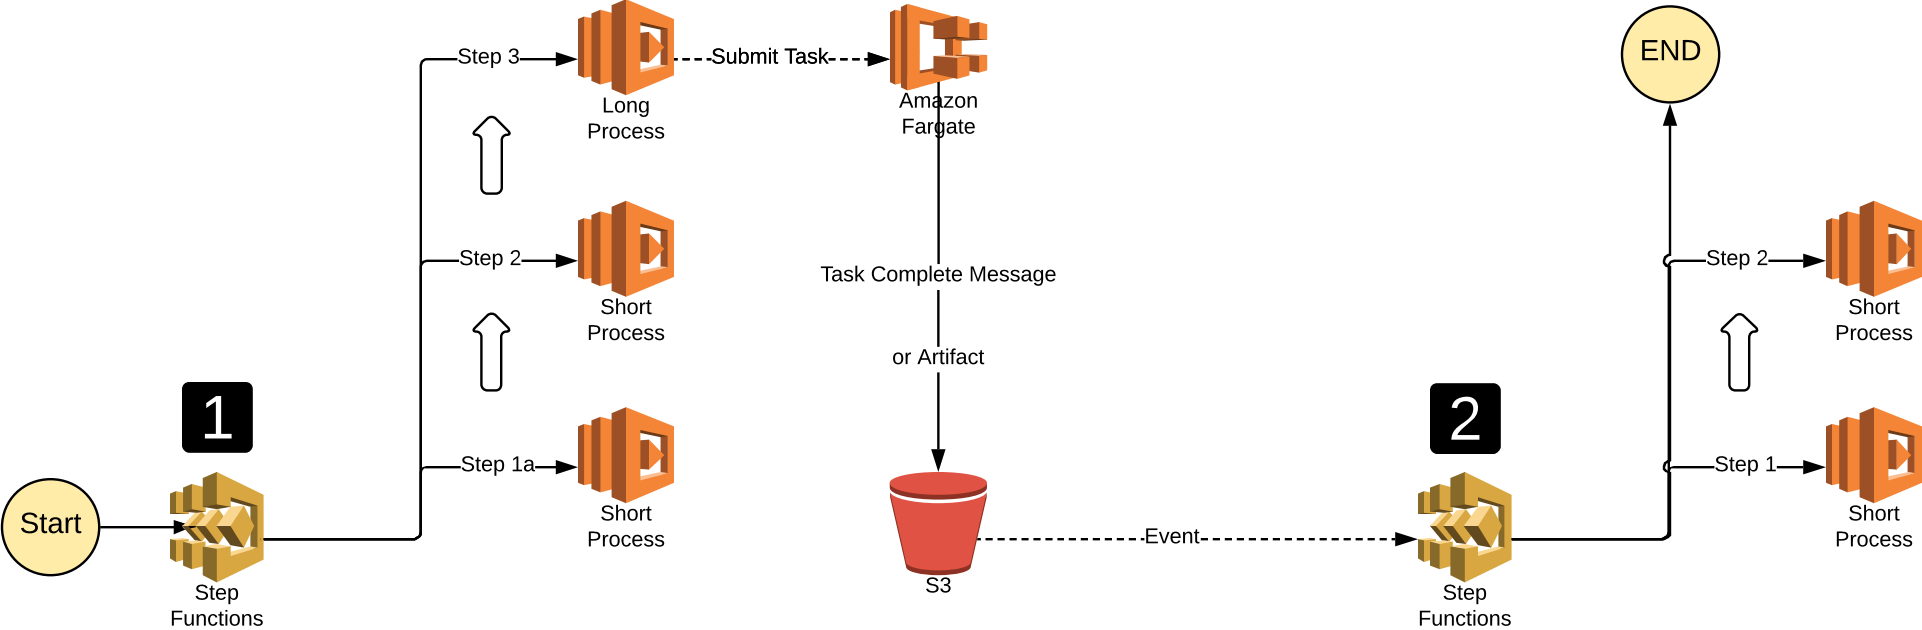 Start
1
Step
Functions
Step 3
Long
Process
Submit Task
Amazon
Fargate
Step 2
Short
Process
Step 1a
Short
Process
Task Complete Message
or Artifact
S3
Event
2
Step
Functions
END
Step 2
Short
Process
Step 1
Short
Process